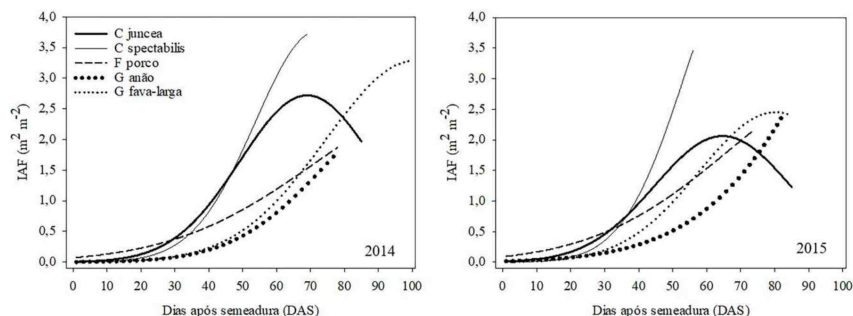 4,0
3,5
3,0
2,5
2,0
1,5
1,0
0,5
0,0
IAF (m² m⁻²)
C juncea
C spectabilis
F porco
G anão
G fava-larga
2014
0 10 20 30 40 50 60 70 80 90 100
Dias após semeadura (DAS)
4,0
3,5
3,0
2,5
2,0
1,5
1,0
0,5
0,0
IAF (m² m⁻²)
2015
0 10 20 30 40 50 60 70 80 90 100
Dias após semeadura (DAS)